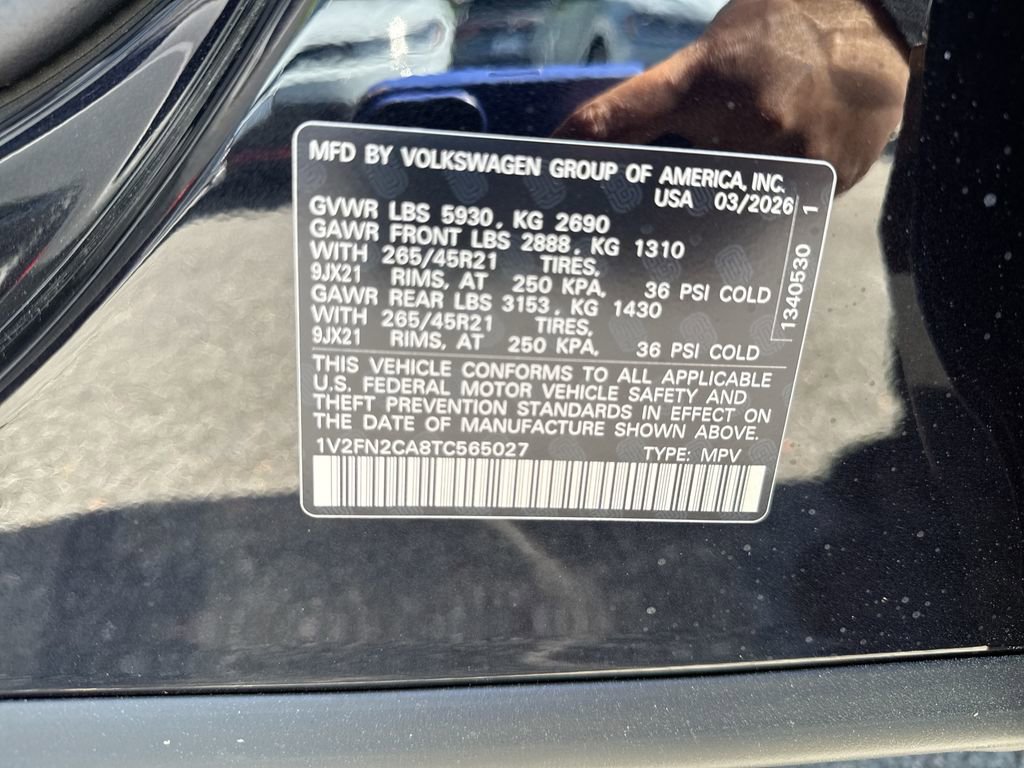 MFD BY VOLKSWAGEN GROUP OF AMERICA, INC.
USA 03/2026
GVWR LBS 5930, KG 2690
GAWR FRONT LBS 2888, KG 1310
WITH 265/45R21 TIRES,
9JX21 RIMS, AT 250 KPA, 36 PSI COLD
GAWR REAR LBS 3153, KG 1430
WITH 265/45R21 TIRES,
9JX21 RIMS, AT 250 KPA, 36 PSI COLD
THIS VEHICLE CONFORMS TO ALL APPLICABLE
U.S. FEDERAL MOTOR VEHICLE SAFETY AND
THEFT PREVENTION STANDARDS IN EFFECT ON
THE DATE OF MANUFACTURE SHOWN ABOVE.
1V2FN2CA8TC565027 TYPE: MPV
1340530 1